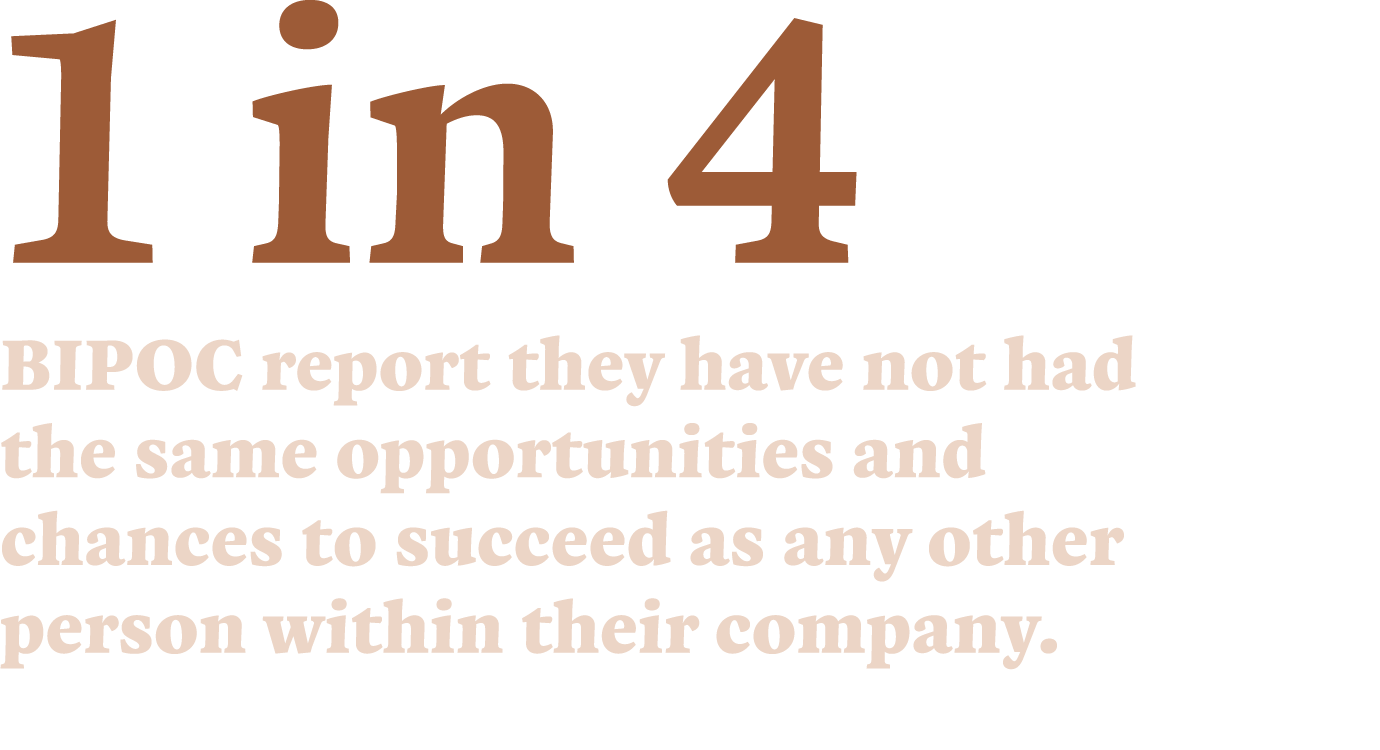 1 in 4
BIPOC report they have not had
the same opportunities and
chances to succeed as any other
person within their company.